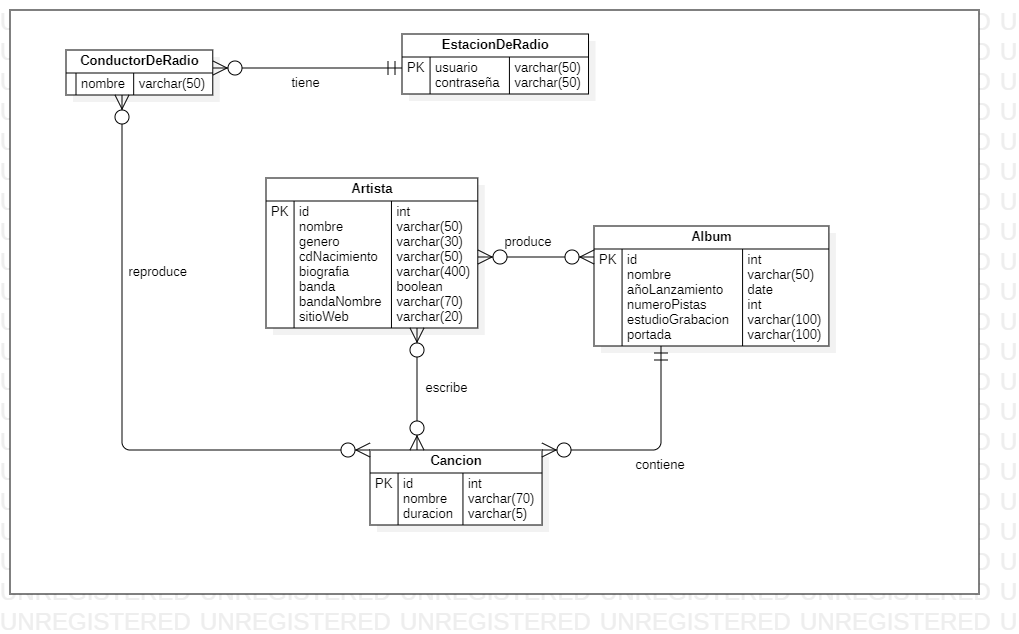 EstacionDeRadio
PK usuario varchar(50)
contraseña varchar(50)
ConductorDeRadio
nombre varchar(50)
tiene
Artista
PK id int
nombre varchar(50)
genero varchar(30)
cdNacimiento varchar(50)
biografia varchar(400)
banda boolean
bandaNombre varchar(70)
sitioWeb varchar(20)
produce
Album
PK id int
nombre varchar(50)
añoLanzamiento date
numeroPistas int
estudioGrabacion varchar(100)
portada varchar(100)
reproduce
escribe
contiene
Cancion
PK id int
nombre varchar(70)
duracion varchar(5)
UNREGISTERED UNREGISTERED UNREGISTERED UNREGISTERED UNREGISTERED U